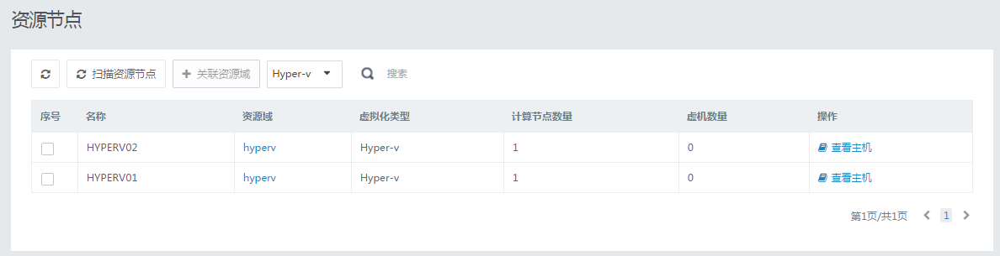 资源节点
扫描资源节点 关联资源域 Hyper-v 搜索
序号 名称 资源域 虚拟化类型 计算节点数量 虚机数量 操作
HYPERV02 hyperv Hyper-v 1 0 查看主机
HYPERV01 hyperv Hyper-v 1 0 查看主机
第1页/共1页 1